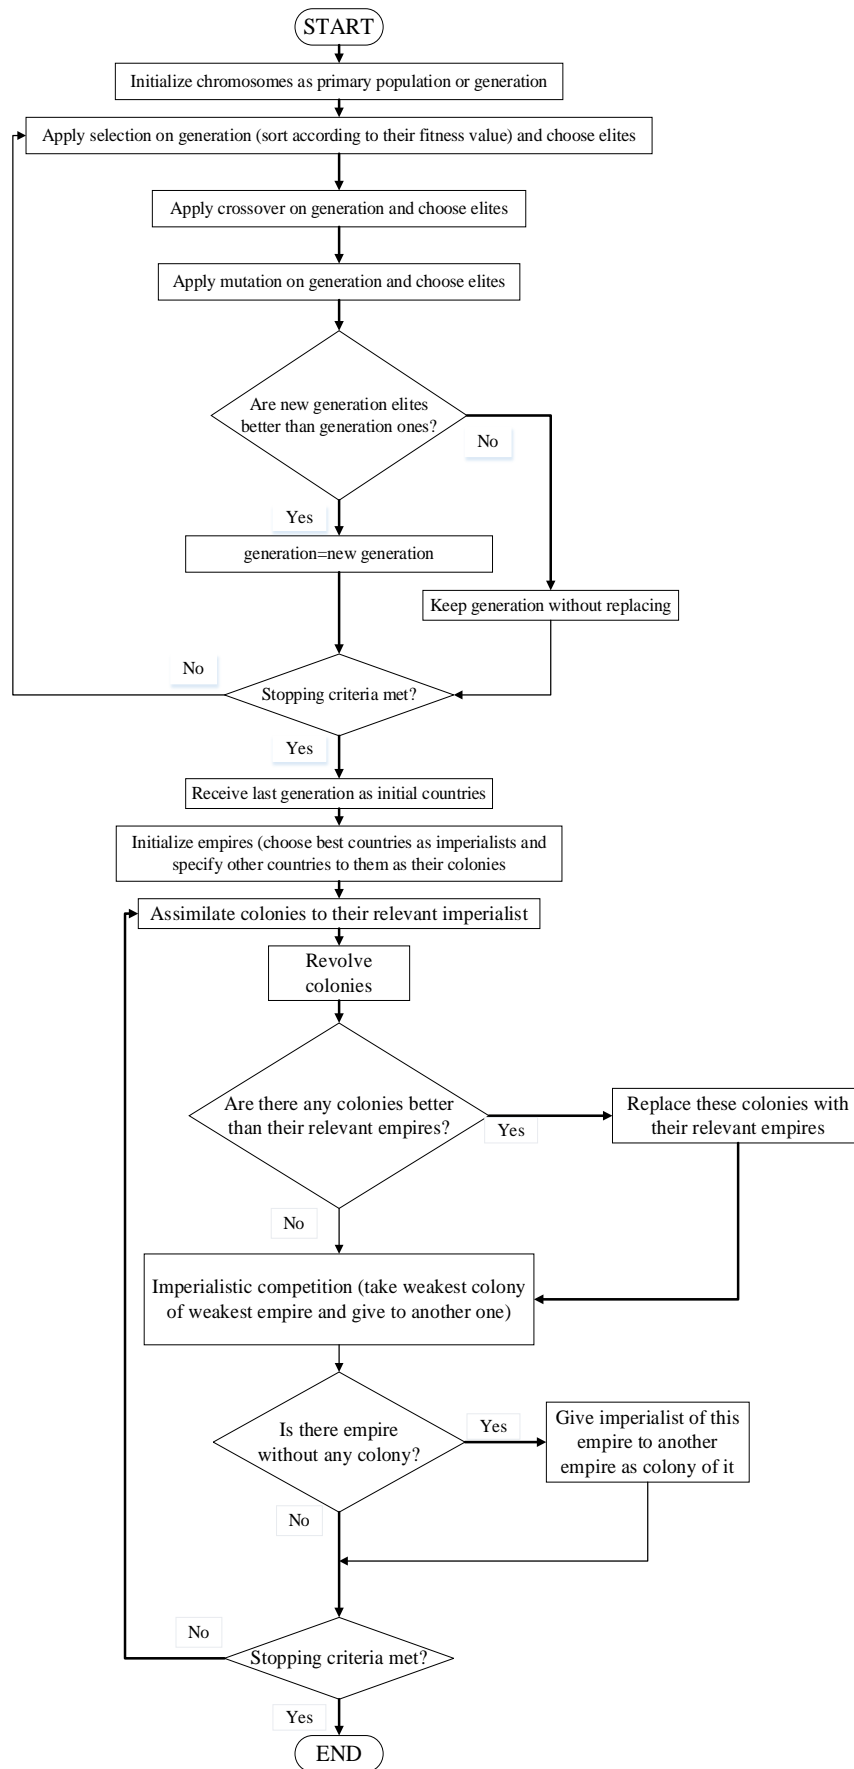 START
Initialize chromosomes as primary population or generation
Apply selection on generation (sort according to their fitness value) and choose elites
Apply crossover on generation and choose elites
Apply mutation on generation and choose elites
Are new generation elites
better than generation ones?
No
Yes
generation=new generation
Keep generation without replacing
No
Stopping criteria met?
Yes
Receive last generation as initial countries
Initialize empires (choose best countries as imperialists and
specify other countries to them as their colonies
Assimilate colonies to their relevant imperialist
Revolve
colonies
Are there any colonies better
than their relevant empires?
Yes
Replace these colonies with
their relevant empires
No
Imperialistic competition (take weakest colony
of weakest empire and give to another one)
Is there empire
without any colony?
Yes
Give imperialist of this
empire to another
empire as colony of it
No
No
Stopping criteria met?
Yes
END